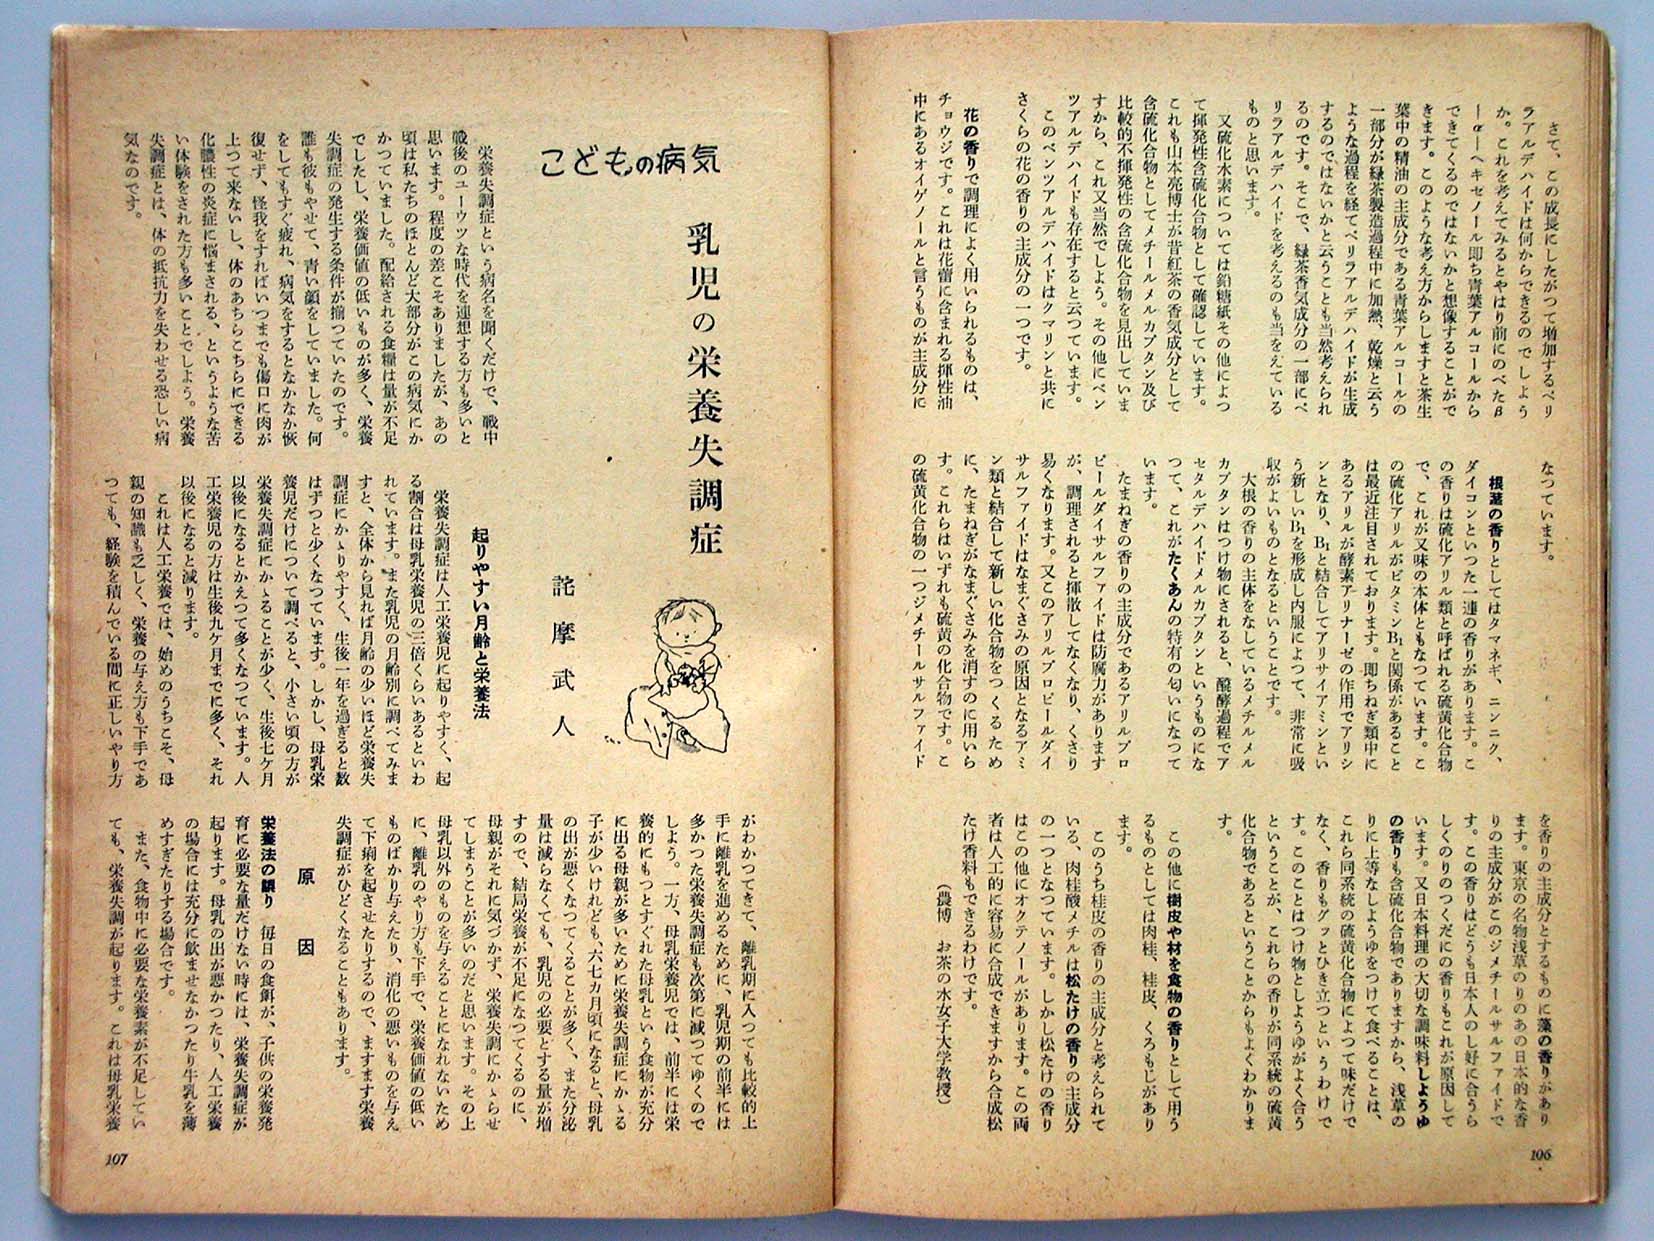 さて、この成長にしたがつて増加するペリ
ラアルデハイドは何からできるのでしよう
か。これを考えてみるとやはり前にのべたβ
―α―ヘキセノール即ち青葉アルコールから
できてくるのではないかと想像することがで
きます。このような考え方からしますと茶生
葉中の精油の主成分である青葉アルコールの
一部分が緑茶製造過程中に加熱、乾燥と云う
ような過程を経てペリラアルデハイドが生成
するのではないかと云うことも当然考えられ
るのです。そこで、緑茶香気成分の一部にペ
リラアルデハイドを考えるのも当をえている
ものと思います。
又硫化水素については鉛糖紙その他によつ
て揮発性含硫化合物として確認しています。
これも山本亮博士が昔紅茶の香気成分として
含硫化合物としてメチールメルカプタン及び
比較的不揮発性の含硫化合物を見出していま
すから、これ又当然でしよう。その他にベン
ツアルデハイドも存在すると云つています。
このベンツアルデハイドはクマリンと共に
さくらの花の香りの主成分の一つです。
花の香りで調理によく用いられるものは、
チョウジです。これは花蕾に含まれる揮性油
中にあるオイゲノールと言うものが主成分に
なつています。
根茎の香りとしてはタマネギ、ニンニク、
ダイコンといつた一連の香りがあります。こ
の香りは硫化アリル類と呼ばれる硫黄化合物
で、これが又味の本体ともなつています。こ
の硫化アリルがビタミンB₁と関係があること
は最近注目されております。即ちねぎ類中に
あるアリルが酵素アリナーゼの作用でアリシ
ンとなり、B₁と結合してアリサイアミンとい
う新しいB₁を形成し内服によつて、非常に吸
収がよいものとなるということです。
大根の香りの主体をなしているメチルメル
カプタンはつけ物にされると、醗酵過程でア
セタルデハイドメルカプタンというものにな
つて、これがたくあんの特有の匂いになつて
います。
たまねぎの香りの主成分であるアリルプロ
ピールダイサルファイドは防腐力があります
が、調理されると揮散してなくなり、くさり
易くなります。又このアリルプロピールダイ
サルファイドはなまぐさみの原因となるアミ
ン類と結合して新しい化合物をつくるため
に、たまねぎがなまぐさみを消すのに用いら
す。これらはいずれも硫黄の化合物です。こ
の硫黄化合物の一つジメチールサルファイド
を香りの主成分とするものに藻の香りがあり
ます。東京の名物浅草のりのあの日本的な香
りの主成分がこのジメチールサルファイドで
す。この香りはどうも日本人のし好に合うら
しくのりのつくだにの香りもこれが原因して
います。又日本料理の大切な調味料しようゆ
の香りも含硫化合物でありますから、浅草の
りに上等なしようゆをつけて食べることは、
これら同系統の硫黄化合物によつて味だけで
なく、香りもグッとひき立つというわけで
す。このことはつけ物としようゆがよく合う
ということが、これらの香りが同系統の硫黄
化合物であるということからもよくわかりま
す。
この他に樹皮や材を食物の香りとして用う
るものとしては肉桂、桂皮、くろもじがあり
ます。
このうち桂皮の香りの主成分と考えられて
いる、肉桂酸メチルは松たけの香りの主成分
の一つとなつています。しかし松たけの香り
はこの他にオクテノールがあります。この両
者は人工的に容易に合成できますから合成松
たけ香料もできるわけです。
(農博 お茶の水女子大学教授)
106
こどもの病気
乳児の栄養失調症
詫摩武人
栄養失調症という病名を聞くだけで、戦中
戦後のユーウツな時代を連想する方も多いと
思います。程度の差こそありましたが、あの
頃は私たちのほとんど大部分がこの病気にか
かつていました。配給される食糧は量が不足
でしたし、栄養価値の低いものが多く、栄養
失調症の発生する条件が揃つていたのです。
誰も彼もやせて、青い顔をしていました。何
をしてもすぐ疲れ、病気をするとなかなか恢
復せず、怪我をすればいつまでも傷口に肉が
上つて来ないし、体のあちらこちらにできる
化膿性の炎症に悩まされる、というような苦
い体験をされた方も多いことでしよう。栄養
失調症とは、体の抵抗力を失わせる恐しい病
気なのです。
起りやすい月齢と栄養法
栄養失調症は人工栄養児に起りやすく、起
る割合は母乳栄養児の三倍くらいあるといわ
れています。また乳児の月齢別に調べてみま
すと、全体から見れば月齢の少いほど栄養失
調症にかゝりやすく、生後一年を過ぎると数
はずつと少くなつています。しかし、母乳栄
養児だけについて調べると、小さい頃の方が
栄養失調症にかゝることが少く、生後七ケ月
以後になるとかえつて多くなつています。人
工栄養児の方は生後九ケ月までに多く、それ
以後になると減ります。
これは人工栄養では、始めのうちこそ、母
親の知識も乏しく、栄養の与え方も下手であ
つても、経験を積んでいる間に正しいやり方
がわかつてきて、離乳期に入つても比較的上
手に離乳を進めるために、乳児期の前半には
多かつた栄養失調症も次第に減つてゆくので
しよう。一方、母乳栄養児では、前半には栄
養的にもつとすぐれた母乳という食物が充分
に出る母親が多いために栄養失調症にかゝる
子が少いけれども、六七カ月頃になると、母乳
の出が悪くなつてくることが多く、また分泌
量は減らなくても、乳児の必要とする量が増
すので、結局栄養が不足になつてくるのに、
母親がそれに気づかず、栄養失調にかゝらせ
てしまうことが多いのだと思います。その上
母乳以外のものを与えることになれないため
に、離乳のやり方も下手で、栄養価値の低い
ものばかり与えたり、消化の悪いものを与え
て下痢を起させたりするので、ますます栄養
失調症がひどくなることもあります。
原因
栄養法の誤り 毎日の食餌が、子供の栄養発
育に必要な量だけない時には、栄養失調症が
起ります。母乳の出が悪かつたり、人工栄養
の場合には充分に飲ませなかつたり牛乳を薄
めすぎたりする場合です。
また、食物中に必要な栄養素が不足してい
ても、栄養失調が起ります。これは母乳栄養
107